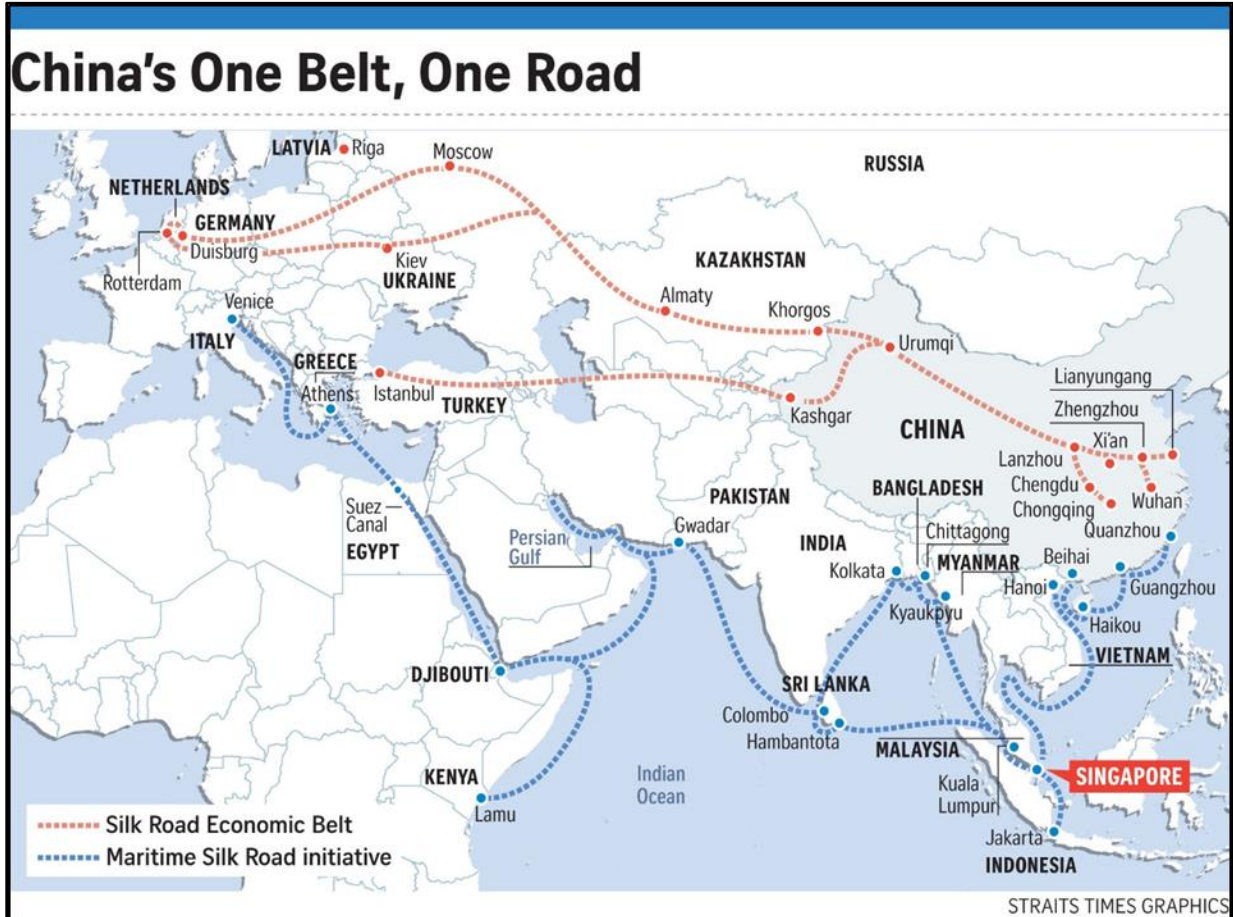 China's One Belt, One Road
LATVIA
Riga
Moscow
RUSSIA
NETHERLANDS
GERMANY
Duisburg
Rotterdam
Kiev
UKRAINE
KAZAKHSTAN
Venice
Almaty
Khorgos
ITALY
Urumqi
GREECE
Athens
Istanbul
TURKEY
Kashgar
Lianyungang
Zhengzhou
CHINA
Xi'an
Lanzhou
Chengdu
Chongqing
Wuhan
Suez
Canal
EGYPT
Persian
Gulf
PAKISTAN
Gwadar
BANGLADESH
INDIA
Chittagong
Quanzhou
Kolkata
MYANMAR
Beihai
Hanoi
Guangzhou
Kyaukpyu
Haikou
VIETNAM
DJIBOUTI
SRI LANKA
Colombo
Hambantota
MALAYSIA
KENYA
Lamu
Indian
Ocean
Kuala
Lumpur
SINGAPORE
Jakarta
INDONESIA
Silk Road Economic Belt
Maritime Silk Road initiative
STRAITS TIMES GRAPHICS